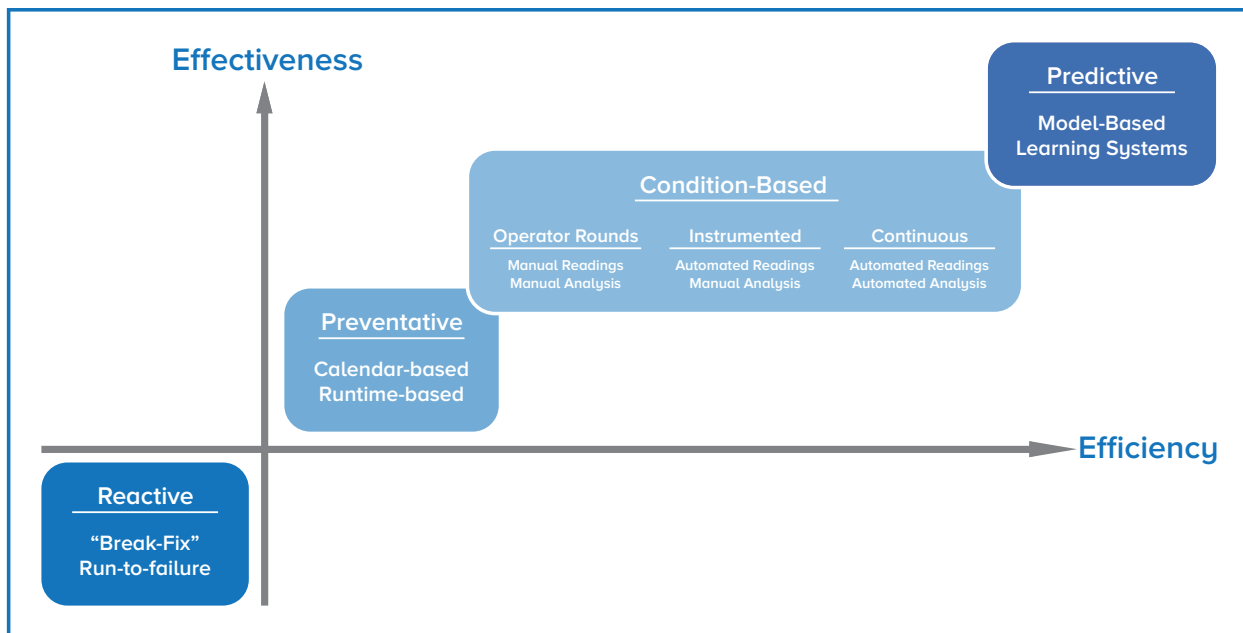 Effectiveness
Predictive
Model-Based
Learning Systems
Condition-Based
Operator Rounds
Manual Readings
Manual Analysis
Instrumented
Automated Readings
Manual Analysis
Continuous
Automated Readings
Automated Analysis
Preventative
Calendar-based
Runtime-based
Efficiency
Reactive
“Break-Fix”
Run-to-failure